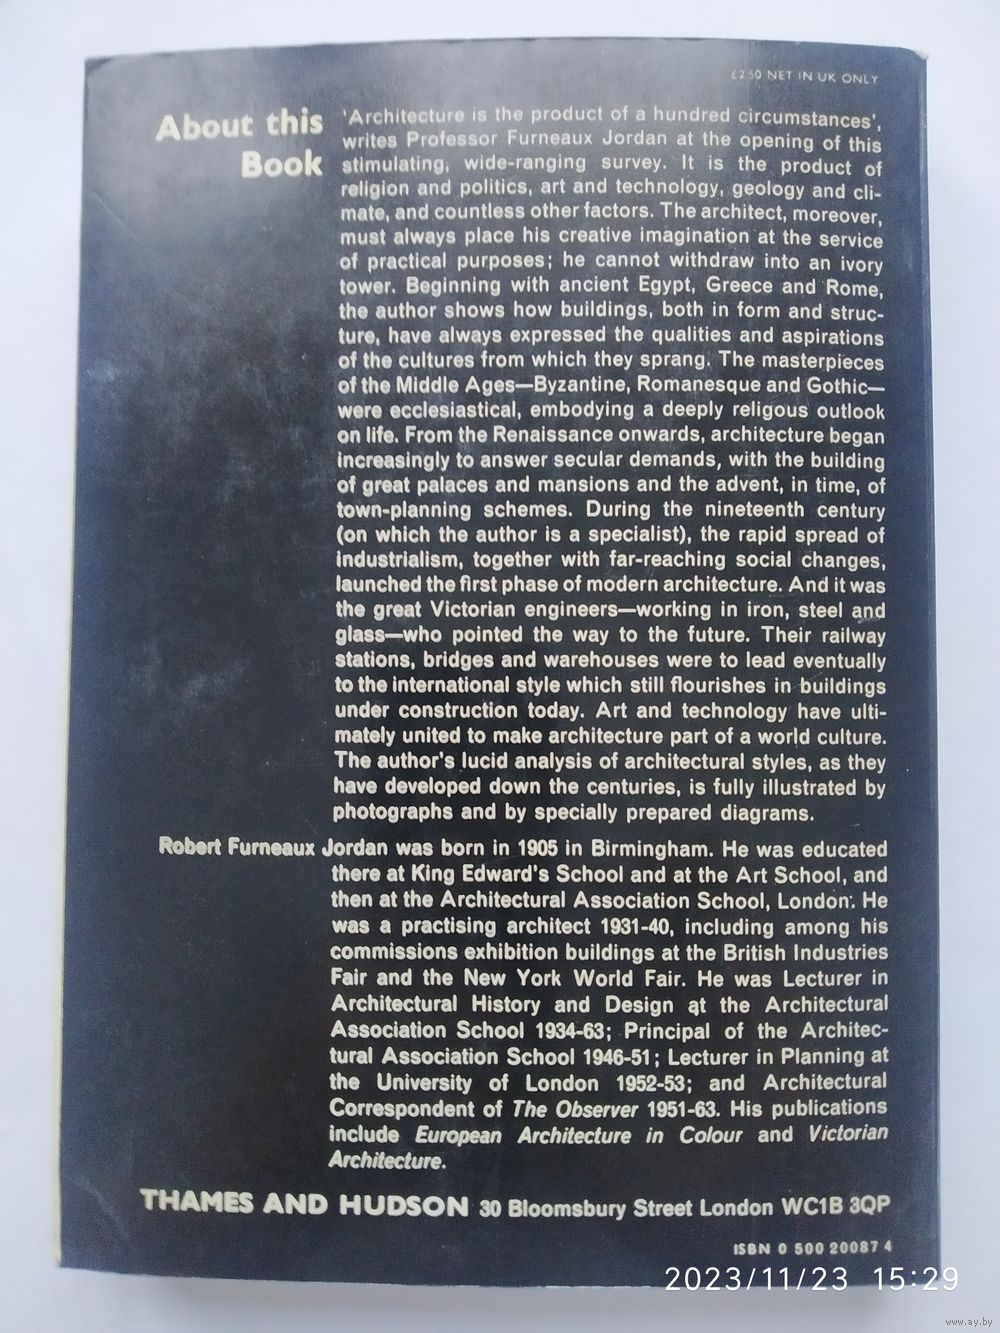 £2.50 NET IN UK ONLY
About this
Book
'Architecture is the product of a hundred circumstances',
writes Professor Furneaux Jordan at the opening of this
stimulating, wide-ranging survey. It is the product of
religion and politics, art and technology, geology and cli-
mate, and countless other factors. The architect, moreover,
must always place his creative imagination at the service
of practical purposes; he cannot withdraw into an ivory
tower. Beginning with ancient Egypt, Greece and Rome,
the author shows how buildings, both in form and struc-
ture, have always expressed the qualities and aspirations
of the cultures from which they sprang. The masterpieces
of the Middle Ages—Byzantine, Romanesque and Gothic—
were ecclesiastical, embodying a deeply religous outlook
on life. From the Renaissance onwards, architecture began
increasingly to answer secular demands, with the building
of great palaces and mansions and the advent, in time, of
town-planning schemes. During the nineteenth century
(on which the author is a specialist), the rapid spread of
industrialism, together with far-reaching social changes,
launched the first phase of modern architecture. And it was
the great Victorian engineers—working in iron, steel and
glass—who pointed the way to the future. Their railway
stations, bridges and warehouses were to lead eventually
to the international style which still flourishes in buildings
under construction today. Art and technology have ulti-
mately united to make architecture part of a world culture.
The author's lucid analysis of architectural styles, as they
have developed down the centuries, is fully illustrated by
photographs and by specially prepared diagrams.
Robert Furneaux Jordan was born in 1905 in Birmingham. He was educated
there at King Edward's School and at the Art School, and
then at the Architectural Association School, London. He
was a practising architect 1931-40, including among his
commissions exhibition buildings at the British Industries
Fair and the New York World Fair. He was Lecturer in
Architectural History and Design at the Architectural
Association School 1934-63; Principal of the Architec-
tural Association School 1946-51; Lecturer in Planning at
the University of London 1952-53; and Architectural
Correspondent of The Observer 1951-63. His publications
include European Architecture in Colour and Victorian
Architecture.
THAMES AND HUDSON 30 Bloomsbury Street London WC1B 3QP
ISBN 0 500 20087 4
2023/11/23 15:29
www.ay.by